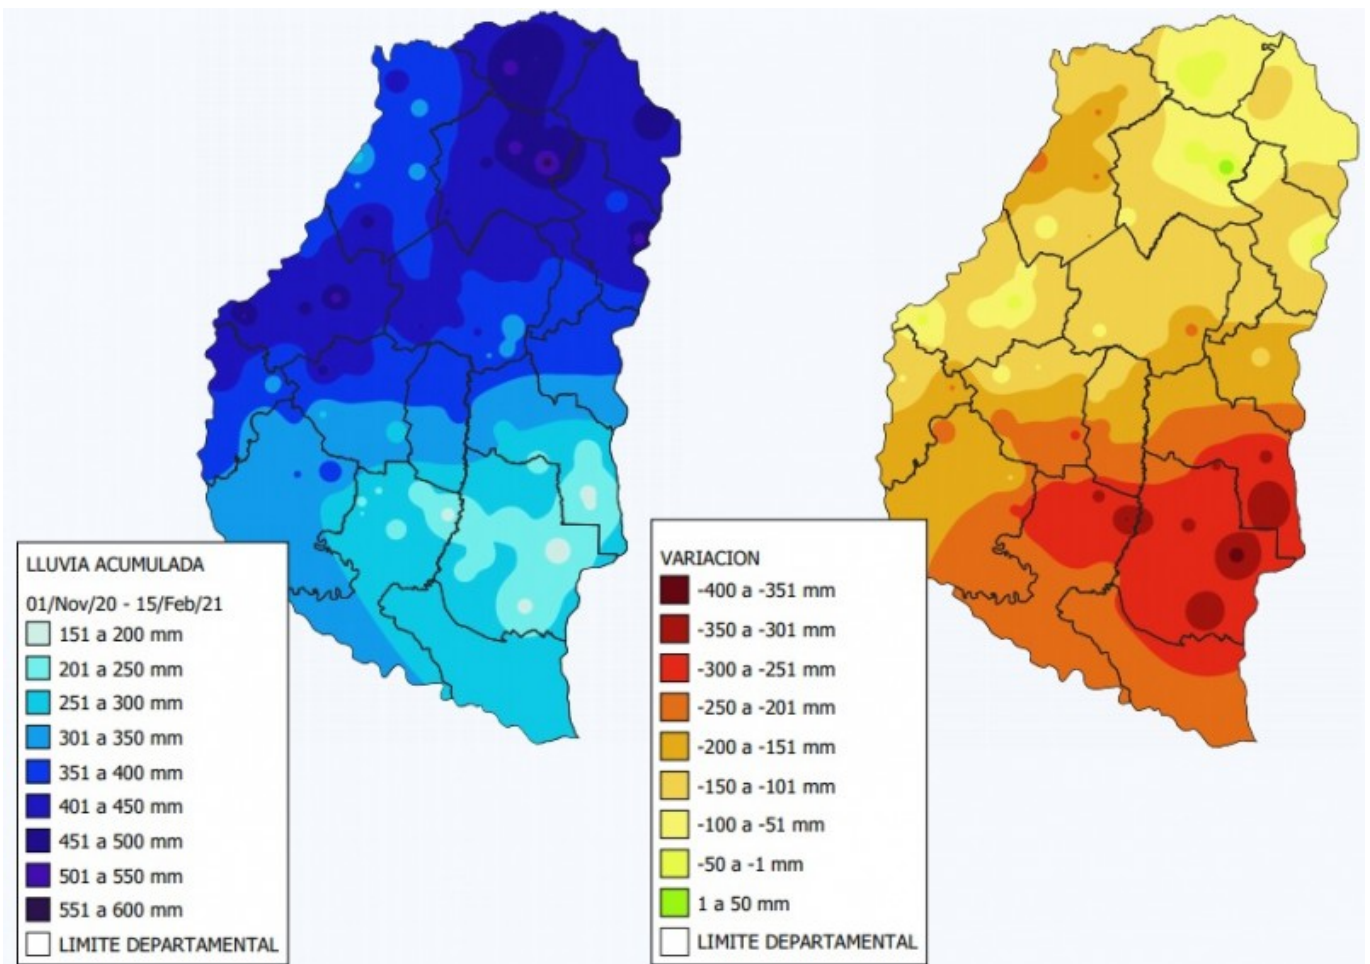 LLUVIA ACUMULADA
01/Nov/20 - 15/Feb/21
151 a 200 mm
201 a 250 mm
251 a 300 mm
301 a 350 mm
351 a 400 mm
401 a 450 mm
451 a 500 mm
501 a 550 mm
551 a 600 mm
LIMITE DEPARTAMENTAL
VARIACION
-400 a -351 mm
-350 a -301 mm
-300 a -251 mm
-250 a -201 mm
-200 a -151 mm
-150 a -101 mm
-100 a -51 mm
-50 a -1 mm
1 a 50 mm
LIMITE DEPARTAMENTAL